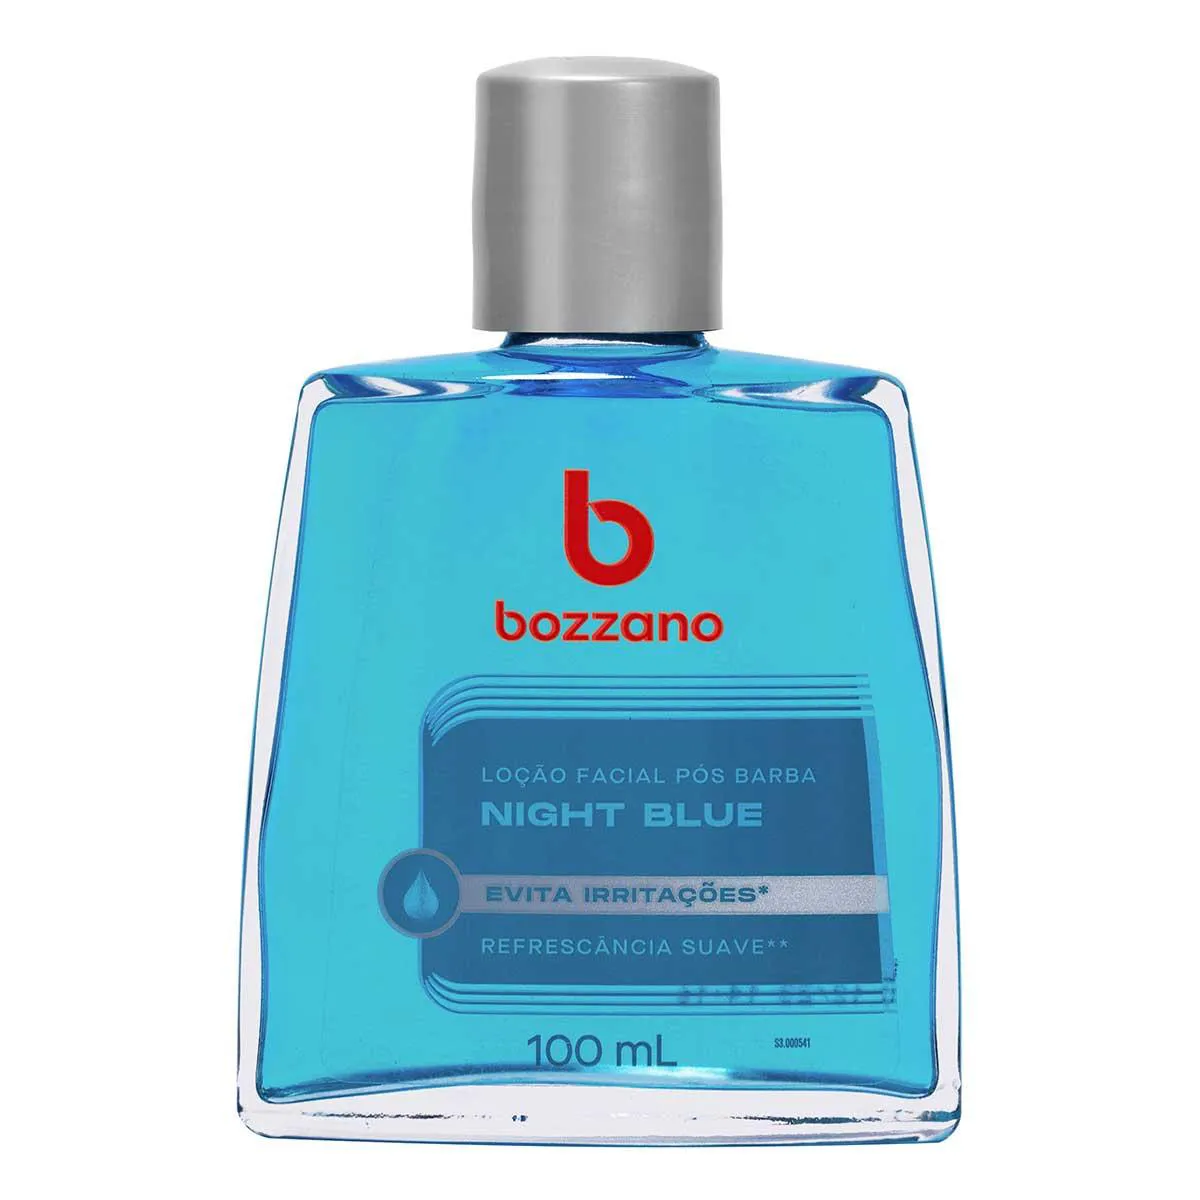 b
bozzano
LOÇÃO FACIAL PÓS BARBA
NIGHT BLUE
EVITA IRRITAÇÕES*
REFRESCÂNCIA SUAVE**
100 mL
S3.000541